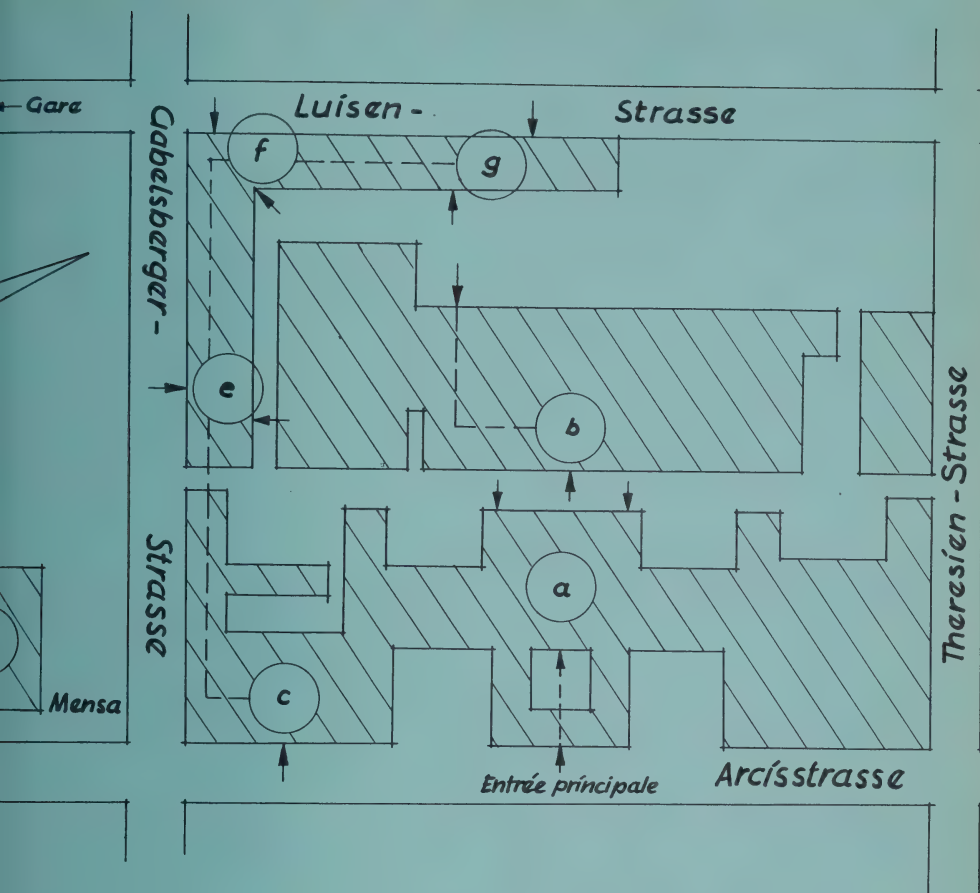 ← Gare
Luisen - Strasse
Gabelsberger - Strasse
f
g
e
b
a
c
Theresien - Strasse
Mensa
Entrée principale
Arcisstrasse